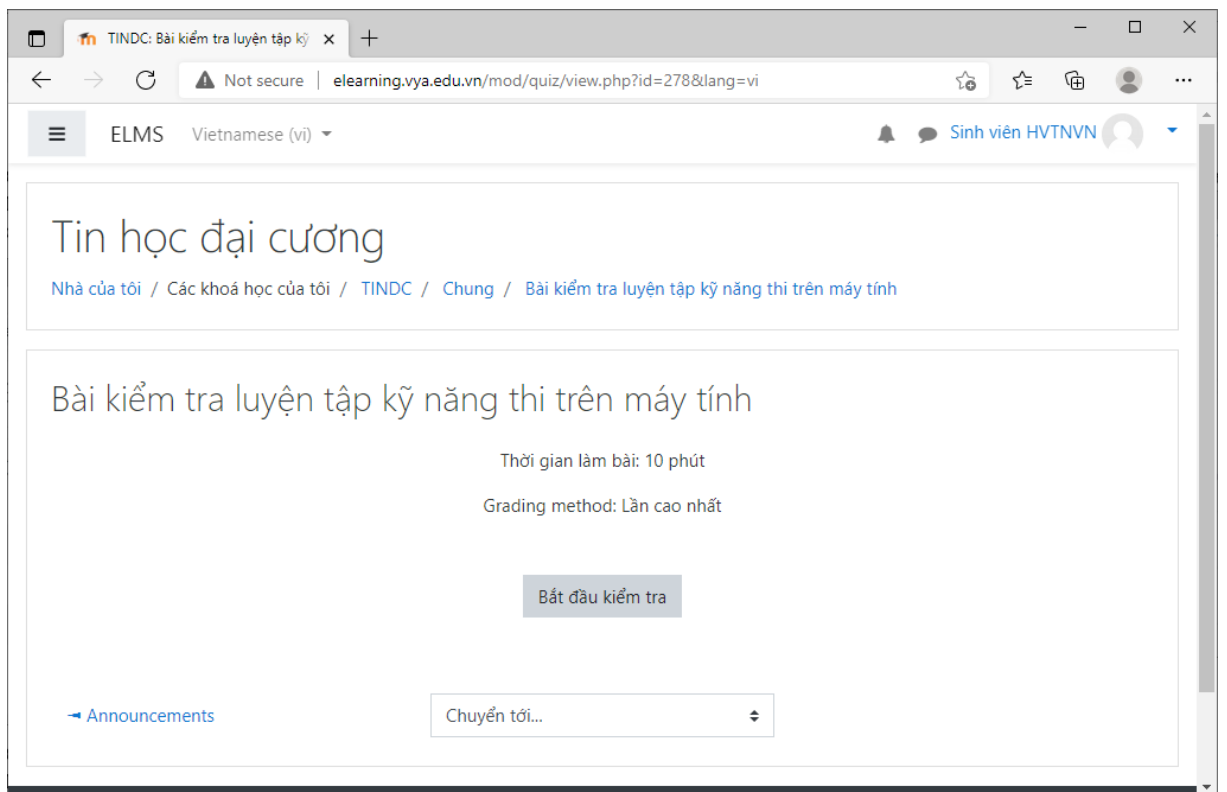 TINDC: Bài kiểm tra luyện tập kỹ
Not secure | elearning.vya.edu.vn/mod/quiz/view.php?id=278&lang=vi
ELMS Vietnamese (vi) Sinh viên HVTNVN
Tin học đại cương
Nhà của tôi / Các khoá học của tôi / TINDC / Chung / Bài kiểm tra luyện tập kỹ năng thi trên máy tính
Bài kiểm tra luyện tập kỹ năng thi trên máy tính
Thời gian làm bài: 10 phút
Grading method: Lần cao nhất
Bắt đầu kiểm tra
Announcements Chuyển tới...